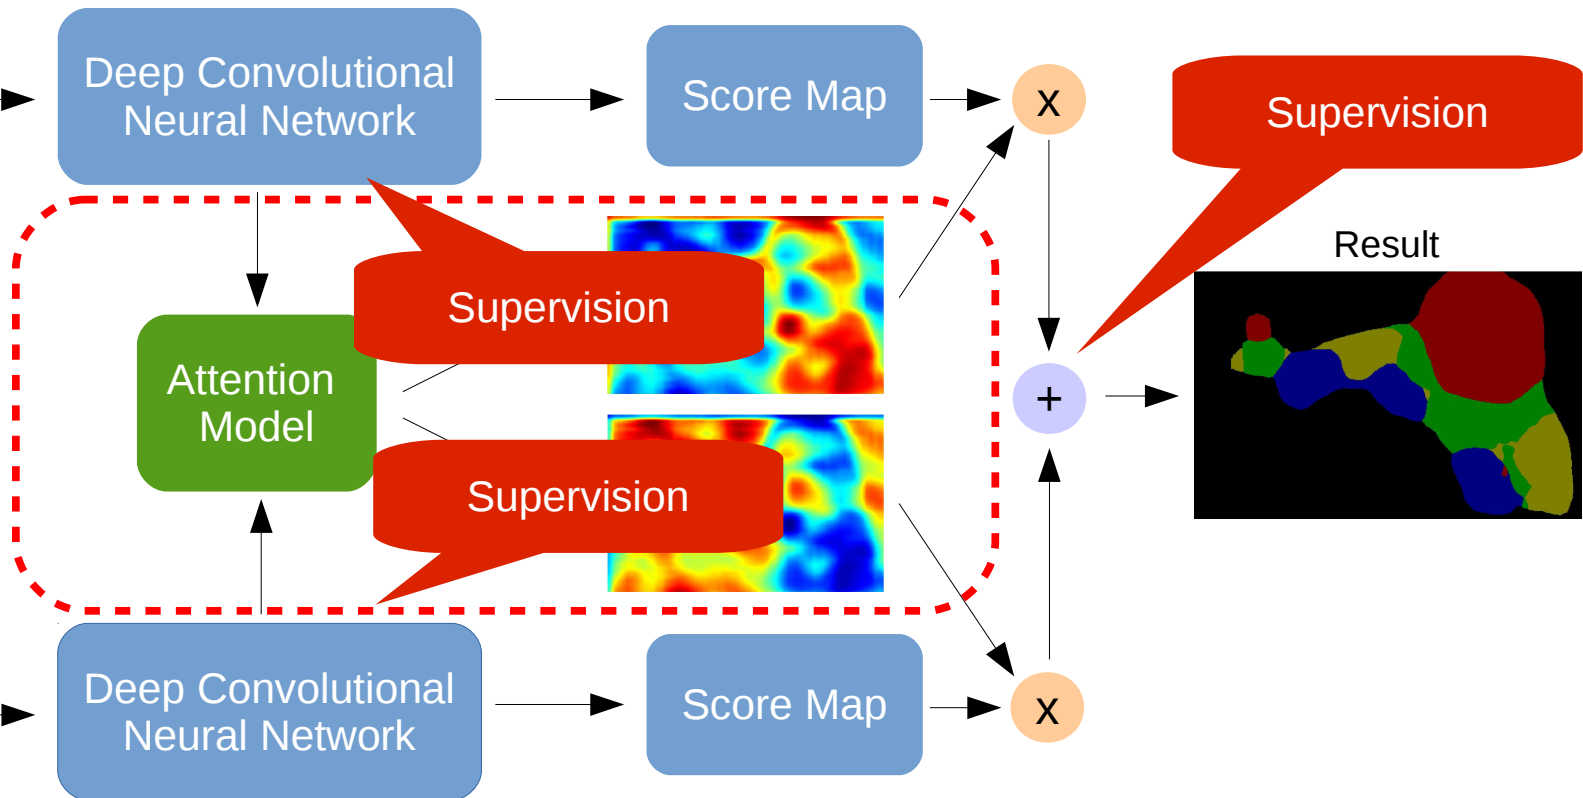 Deep Convolutional
Neural Network
Score Map
x
Supervision
Result
Supervision
Attention
Model
+
Supervision
Deep Convolutional
Neural Network
Score Map
x